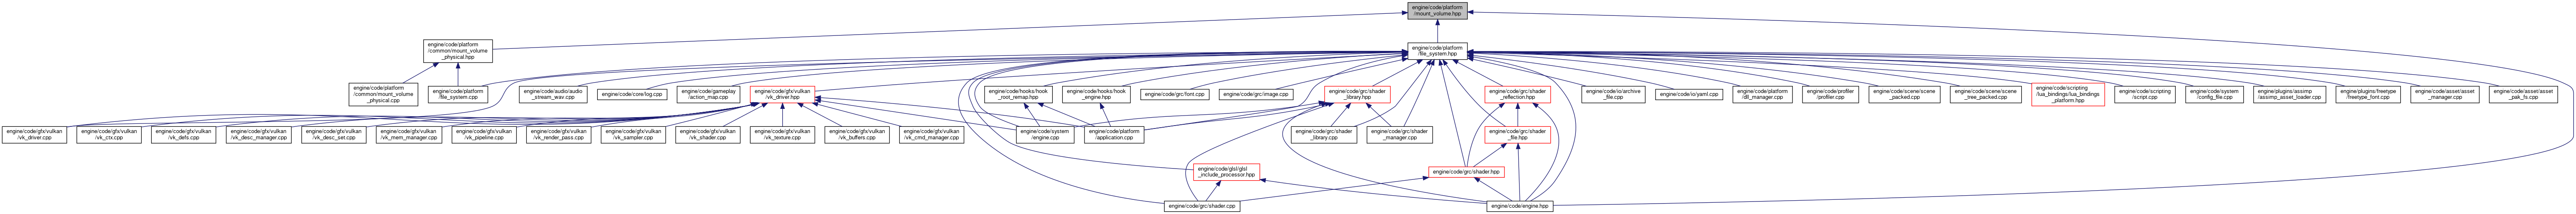 engine/code/platform
/mount_volume.hpp
engine/code/platform
/common/mount_volume
_physical.hpp
engine/code/platform
/file_system.hpp
engine/code/platform
/common/mount_volume
_physical.cpp
engine/code/platform
/file_system.cpp
engine/code/audio/audio
_stream_wav.cpp
engine/code/core/log.cpp
engine/code/gameplay
/action_map.cpp
engine/code/gfx/vulkan
/vk_driver.hpp
engine/code/hooks/hook
_root_remap.hpp
engine/code/hooks/hook
_engine.hpp
engine/code/grc/font.cpp
engine/code/grc/image.cpp
engine/code/grc/shader
_library.hpp
engine/code/grc/shader
_reflection.hpp
engine/code/io/archive
_file.cpp
engine/code/io/yaml.cpp
engine/code/platform
/dll_manager.cpp
engine/code/profiler
/profiler.cpp
engine/code/scene/scene
_packed.cpp
engine/code/scene/scene
_tree_packed.cpp
engine/code/scripting
/lua_bindings/lua_bindings
_platform.hpp
engine/code/scripting
/script.cpp
engine/code/system
/config_file.cpp
engine/plugins/assimp
/assimp_asset_loader.cpp
engine/plugins/freetype
/freetype_font.cpp
engine/code/asset/asset
_manager.cpp
engine/code/asset/asset
_pak_fs.cpp
engine/code/gfx/vulkan
/vk_driver.cpp
engine/code/gfx/vulkan
/vk_ctx.cpp
engine/code/gfx/vulkan
/vk_defs.cpp
engine/code/gfx/vulkan
/vk_desc_manager.cpp
engine/code/gfx/vulkan
/vk_desc_set.cpp
engine/code/gfx/vulkan
/vk_mem_manager.cpp
engine/code/gfx/vulkan
/vk_pipeline.cpp
engine/code/gfx/vulkan
/vk_render_pass.cpp
engine/code/gfx/vulkan
/vk_sampler.cpp
engine/code/gfx/vulkan
/vk_shader.cpp
engine/code/gfx/vulkan
/vk_texture.cpp
engine/code/gfx/vulkan
/vk_buffers.cpp
engine/code/gfx/vulkan
/vk_cmd_manager.cpp
engine/code/system
/engine.cpp
engine/code/platform
/application.cpp
engine/code/grc/shader
_library.cpp
engine/code/grc/shader
_manager.cpp
engine/code/grc/shader
_file.hpp
engine/code/glsl/glsl
_include_processor.hpp
engine/code/grc/shader.hpp
engine/code/grc/shader.cpp
engine/code/engine.hpp